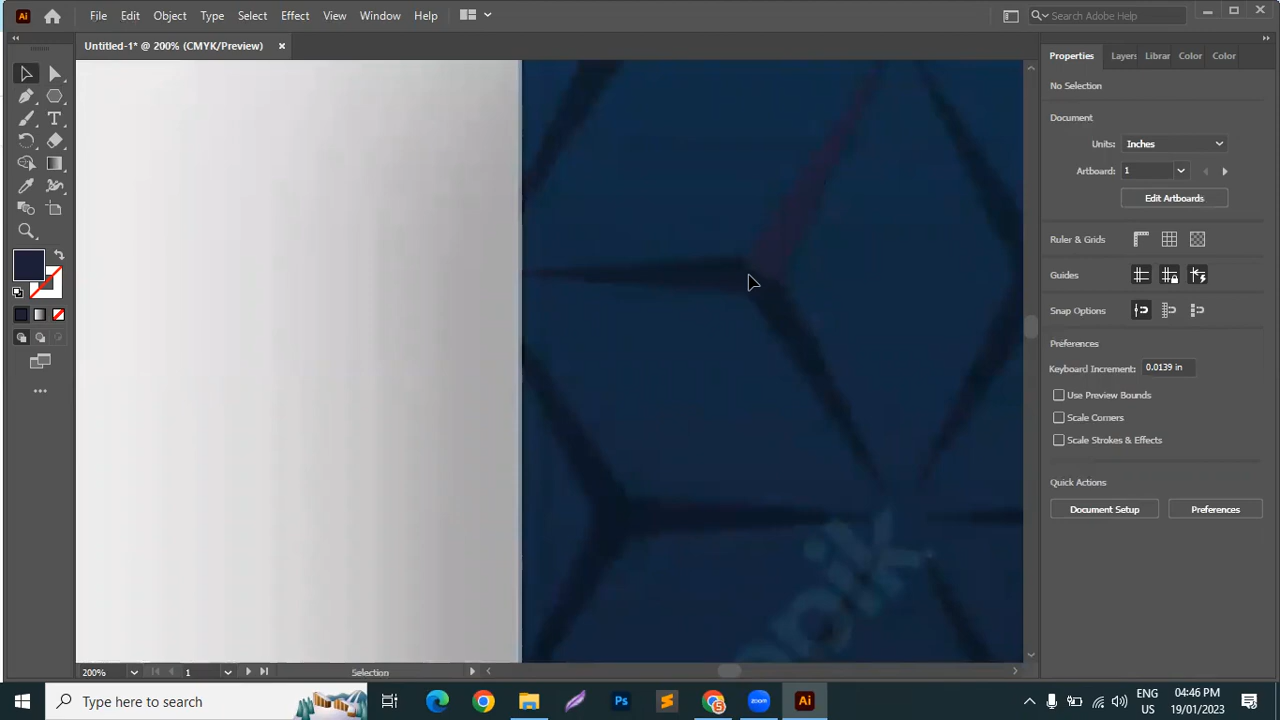 File Edit Object Type Select Effect View Window Help
Search Adobe Help
Untitled-1* @ 200% (CMYK/Preview)
Properties Layers Librar Color Color
No Selection
Document
Units: Inches
Artboard: 1
Edit Artboards
Ruler & Grids
Guides
Snap Options
Preferences
Keyboard Increment: 0.0139 in
Use Preview Bounds
Scale Corners
Scale Strokes & Effects
Quick Actions
Document Setup Preferences
200% 1 Selection
Type here to search
ENG
US
04:46 PM
19/01/2023